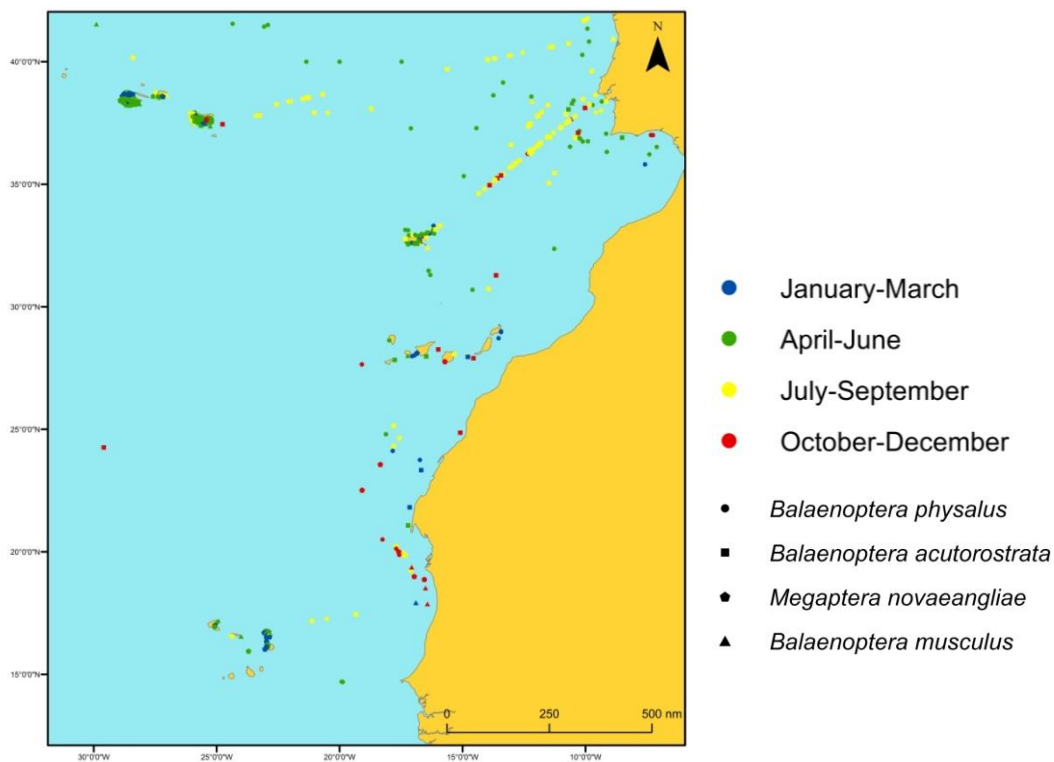 N
40°0'0"N
35°0'0"N
30°0'0"N
25°0'0"N
20°0'0"N
15°0'0"N
January-March
April-June
July-September
October-December
Balaenoptera physalus
Balaenoptera acutorostrata
Megaptera novaeangliae
Balaenoptera musculus
0 250 500 nm
30°0'0"W 25°0'0"W 20°0'0"W 15°0'0"W 10°0'0"W